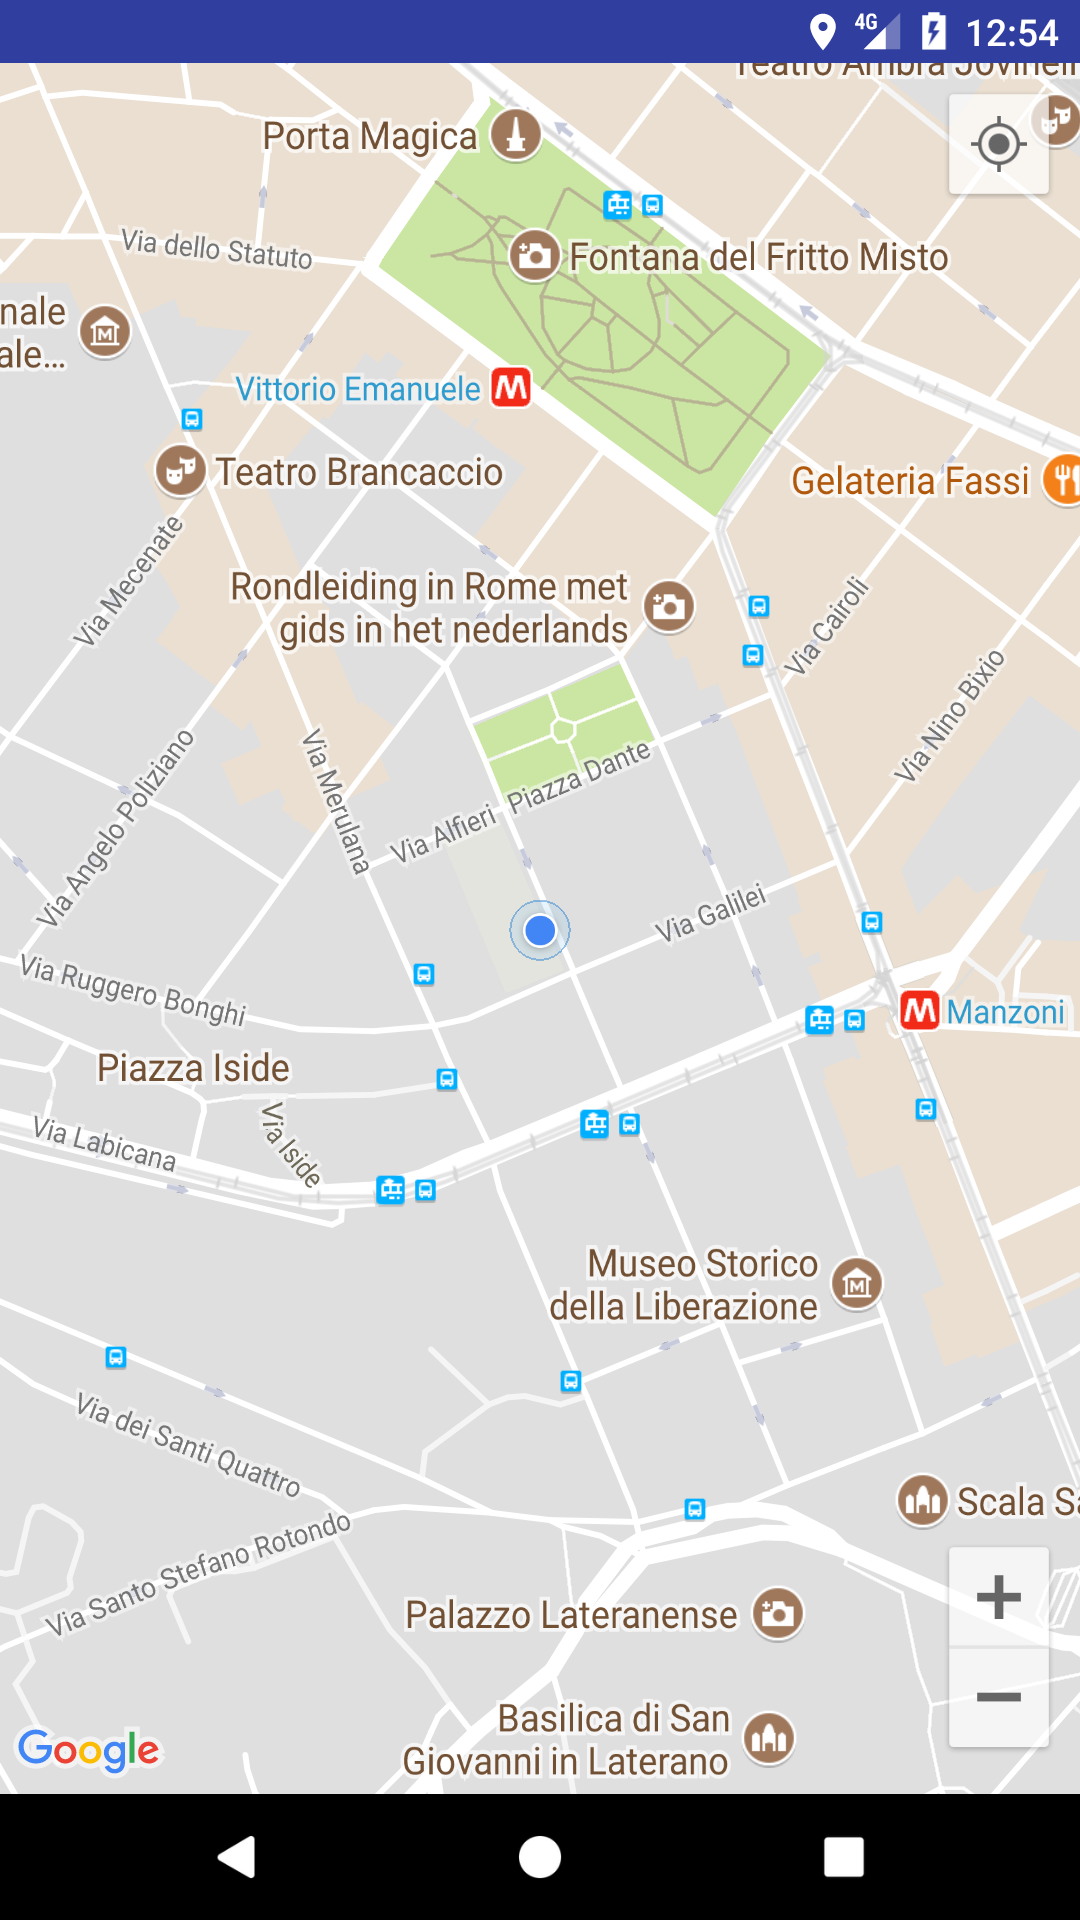 4G 12:54
Teatro Ambra Jovinelli
Porta Magica
Via dello Statuto
Fontana del Fritto Misto
nale
ale...
Vittorio Emanuele M
Teatro Brancaccio
Gelateria Fassi
Via Mecenate
Rondleiding in Rome met
gids in het nederlands
Via Cairoli
Via Nino Bixio
Via Angelo Poliziano
Via Merulana
Piazza Dante
Via Alfieri
Via Galilei
Via Ruggero Bonghi
M Manzoni
Piazza Iside
Via Iside
Via Labicana
Museo Storico
della Liberazione
Via dei Santi Quattro
Scala Sa
Via Santo Stefano Rotondo
Palazzo Lateranense
Basilica di San
Giovanni in Laterano
Google